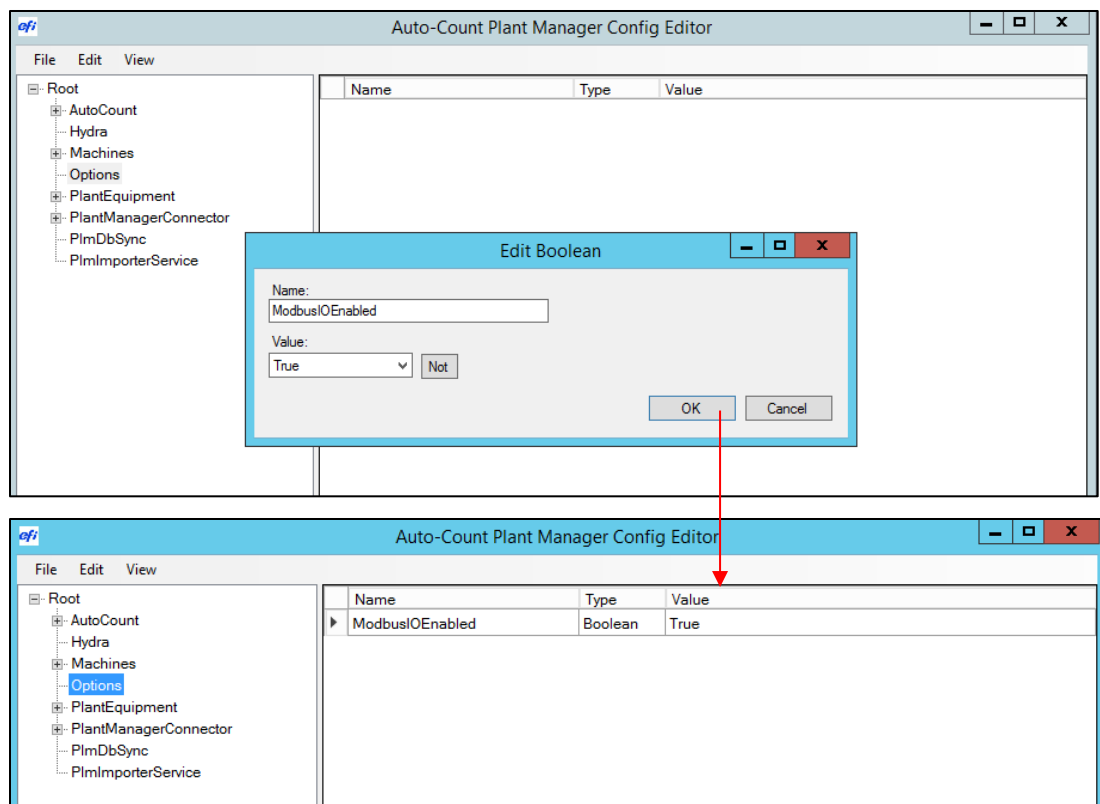 efi Auto-Count Plant Manager Config Editor
File Edit View
Root
AutoCount
Hydra
Machines
Options
PlantEquipment
PlantManagerConnector
PlmDbSync
PlmImporterService
Name Type Value
Edit Boolean
Name:
ModbusIOEnabled
Value:
True Not
OK Cancel
efi Auto-Count Plant Manager Config Editor
File Edit View
Root
AutoCount
Hydra
Machines
Options
PlantEquipment
PlantManagerConnector
PlmDbSync
PlmImporterService
Name Type Value
ModbusIOEnabled Boolean True